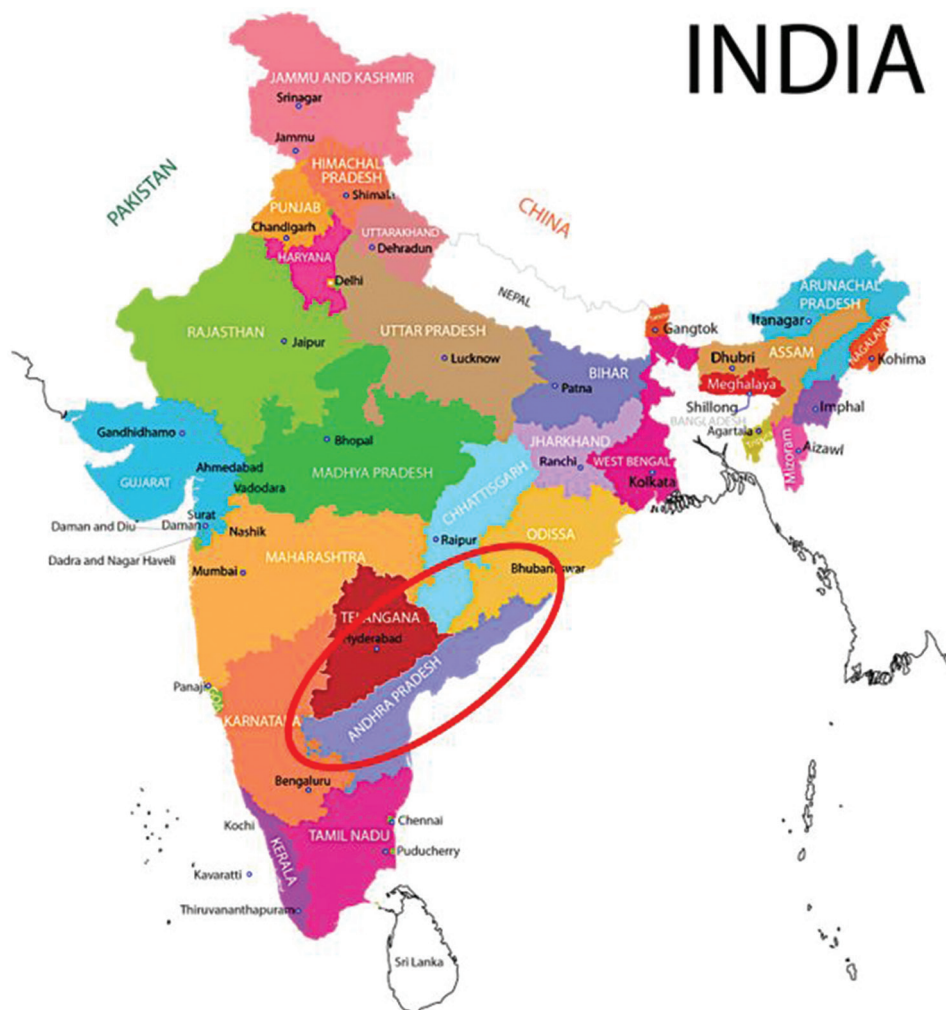 INDIA
JAMMU AND KASHMIR
Srinagar
Jammu
HIMACHAL
PRADESH
Shimal
PAKISTAN
PUNJAB
Chandigarh
CHINA
UTTARAKHAND
Dehradun
HARYANA
Delhi
NEPAL
ARUNACHAL
PRADESH
Itanagar
RAJASTHAN
Jaipur
UTTAR PRADESH
Lucknow
Gangtok
ASSAM
NAGALAND
Kohima
Dhubri
BIHAR
Patna
Meghalaya
Shillong
Imphal
BANGLADESH
Agartala
Mizoram
Aizawl
Gandhidhamo
Bhopal
JHARKHAND
Ranchi
WEST BENGAL
Kolkata
Ahmedabad
MADHYA PRADESH
GUJARAT
Vadodara
CHHATTISGARH
Surat
Daman and Diu
Daman
Nashik
Raipur
ODISSA
Dadra and Nagar Haveli
MAHARASHTRA
Mumbai
Bhubaneswar
TELANGANA
Hyderabad
Panaji
GOA
KARNATAKA
ANDHRA PRADESH
Bengaluru
Kochi
TAMIL NADU
Chennai
KERALA
Puducherry
Kavaratti
Thiruvananthapuram
Sri Lanka